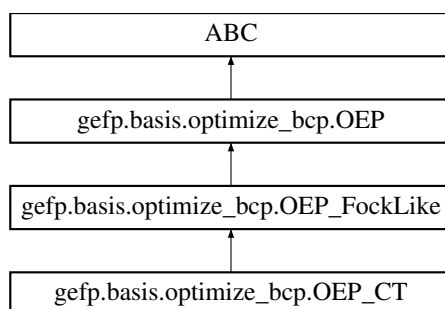 ABC
gefp.basis.optimize_bcp.OEP
gefp.basis.optimize_bcp.OEP_FockLike
gefp.basis.optimize_bcp.OEP_CT